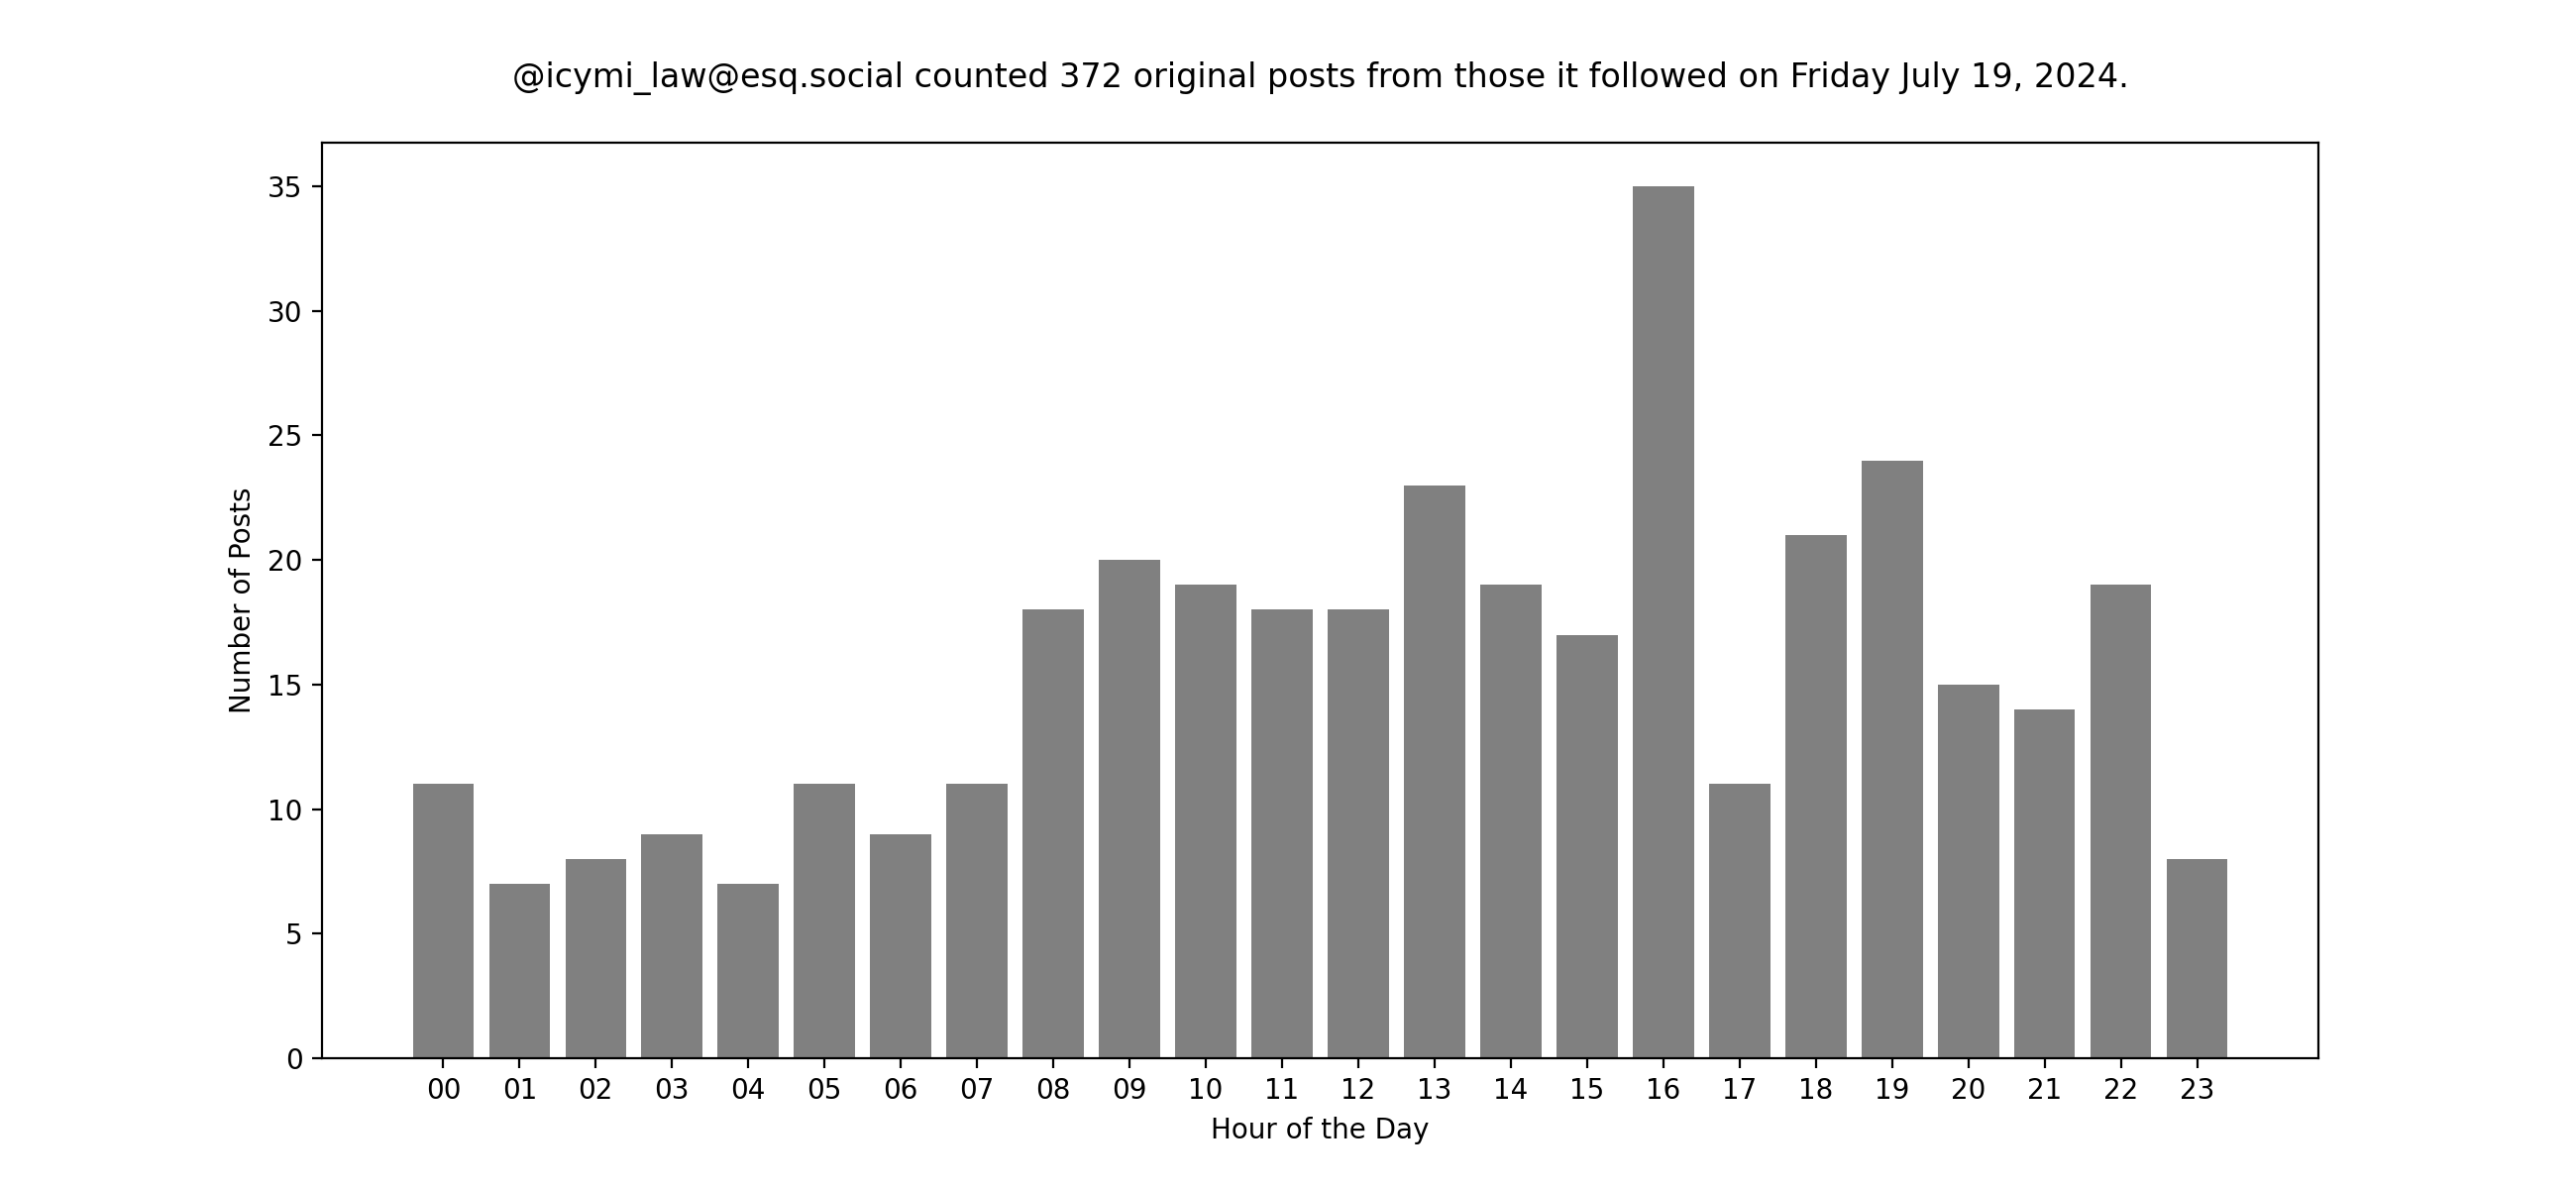 @icymi_law@esq.social counted 372 original posts from those it followed on Friday July 19, 2024.
35
30
25
20
15
10
5
0
Number of Posts
00 01 02 03 04 05 06 07 08 09 10 11 12 13 14 15 16 17 18 19 20 21 22 23
Hour of the Day